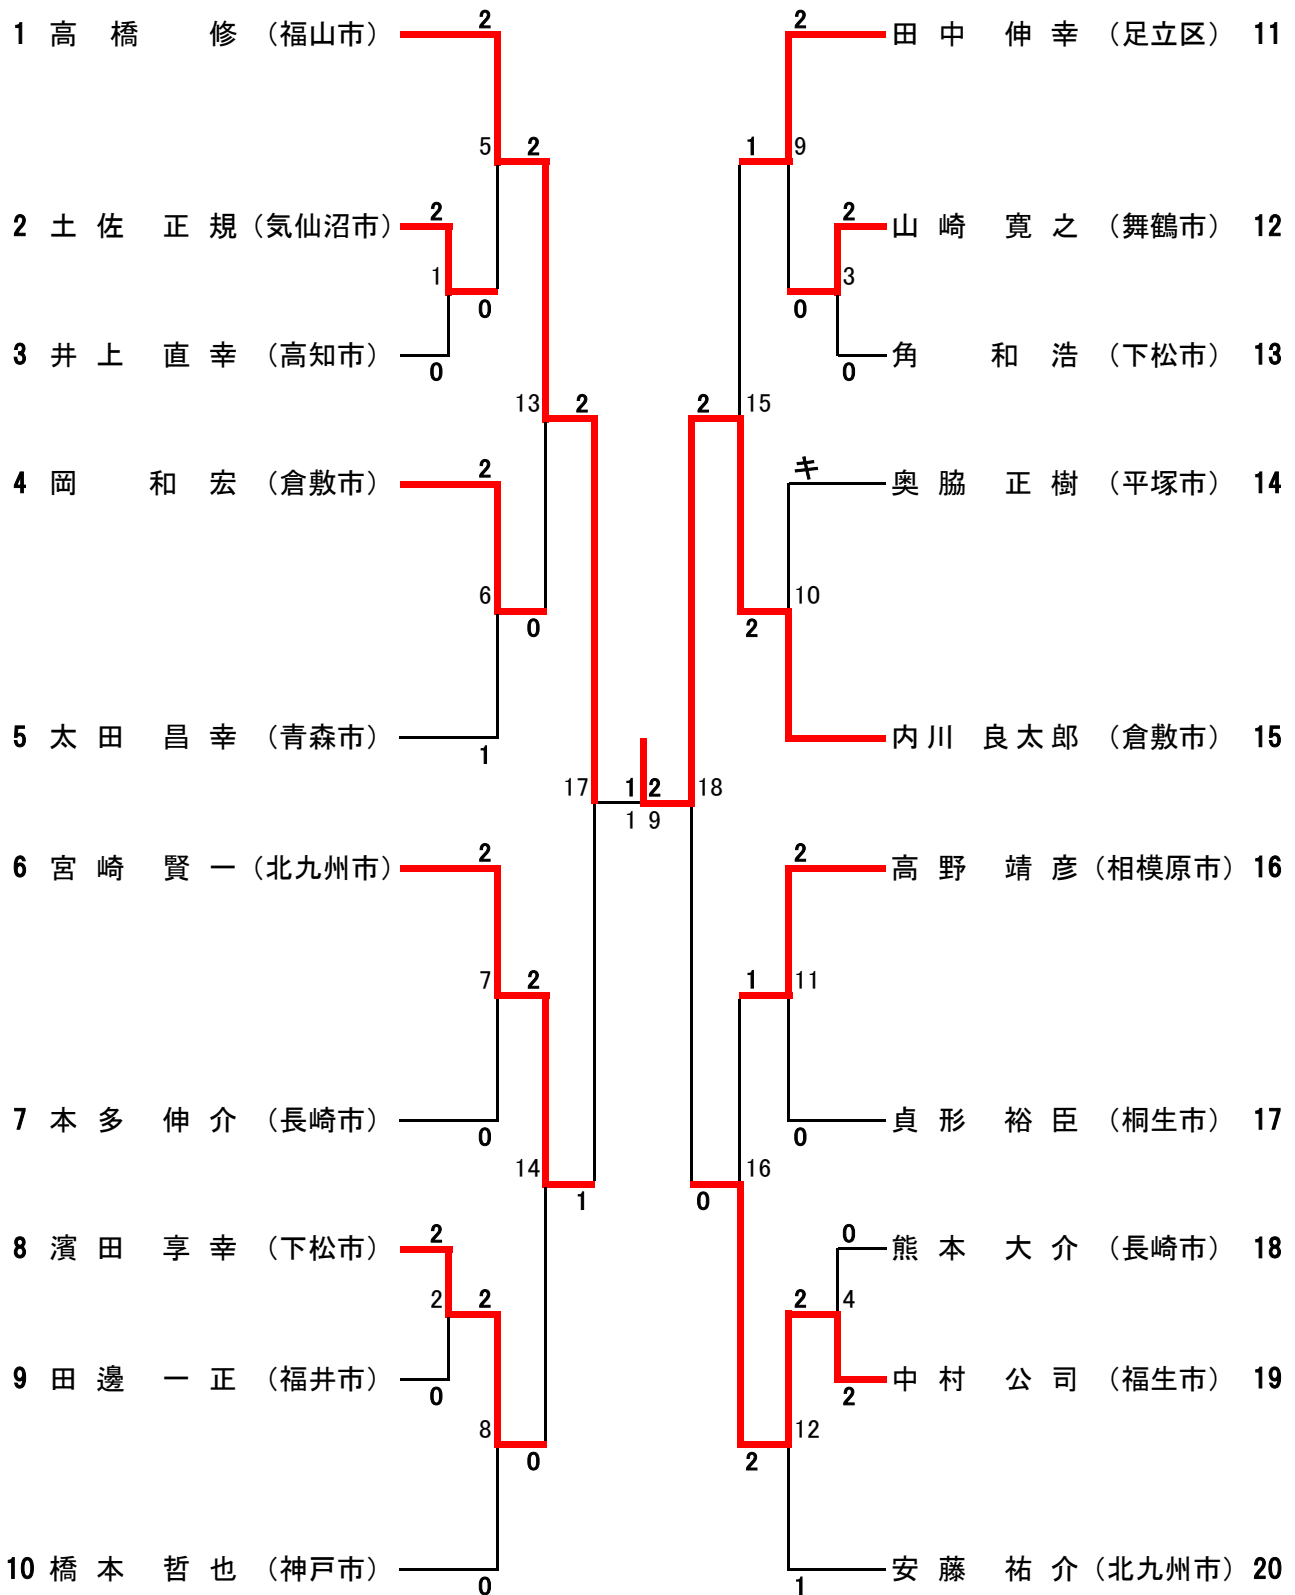 1 高橋 修 (福山市) 2 2 田中 伸幸 (足立区) 11
5 2 1 9
2 土佐 正規 (気仙沼市) 2 2 山崎 寛之 (舞鶴市) 12
1 3
0 0
3 井上 直幸 (高知市) 0 0 角 和浩 (下松市) 13
13 2 2 15
4 岡 和宏 (倉敷市) 2 キ 奥脇 正樹 (平塚市) 14
6 10
0 2
5 太田 昌幸 (青森市) 1 内川 良太郎 (倉敷市) 15
17 1 2 18
19
6 宮崎 賢一 (北九州市) 2 2 高野 靖彦 (相模原市) 16
7 2 1 11
7 本多 伸介 (長崎市) 0 0 貞形 裕臣 (桐生市) 17
14 16
1 0
8 濱田 享幸 (下松市) 2 0 熊本 大介 (長崎市) 18
2 2 2 4
9 田邊 一正 (福井市) 0 2 中村 公司 (福生市) 19
8 12
0 2
10 橋本 哲也 (神戸市) 0 1 安藤 祐介 (北九州市) 20